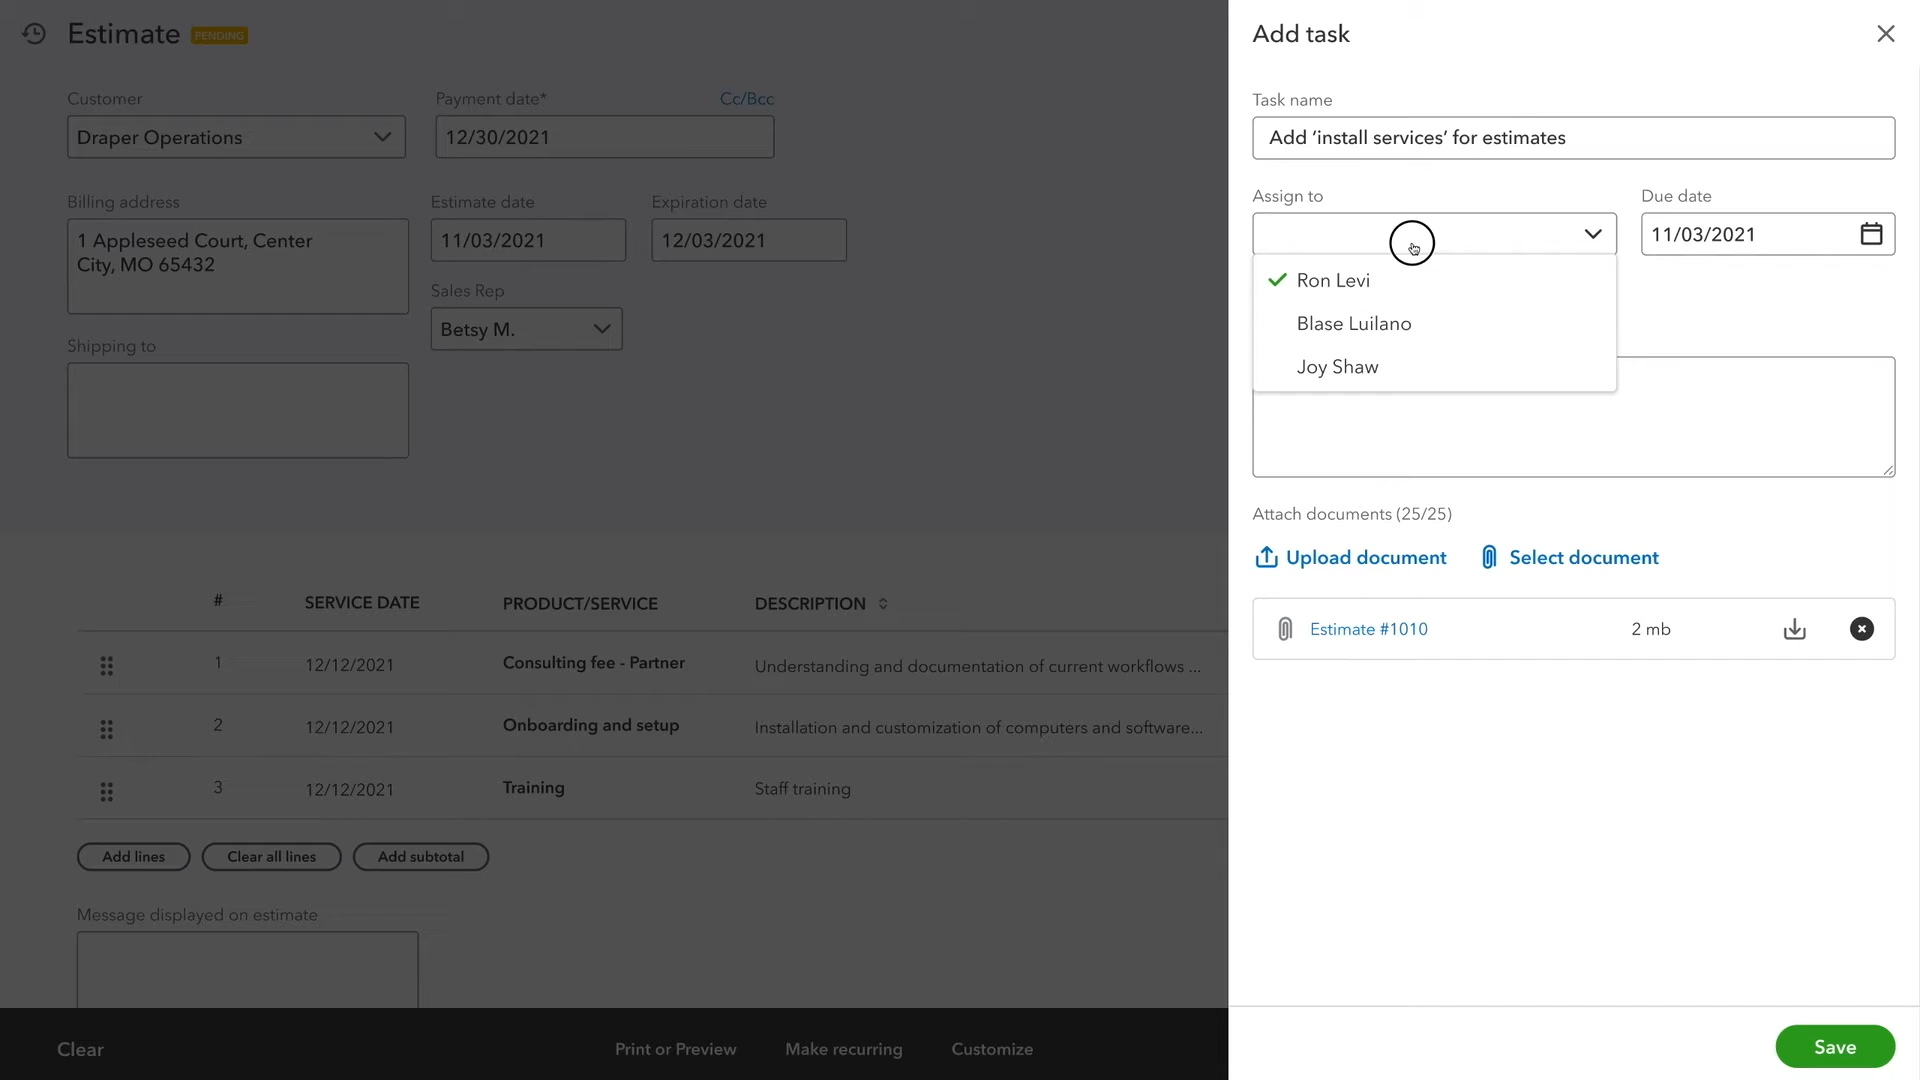 Estimate PENDING
Customer
Draper Operations
Payment date*
Cc/Bcc
12/30/2021
Billing address
1 Appleseed Court, Center
City, MO 65432
Estimate date
11/03/2021
Expiration date
12/03/2021
Sales Rep
Betsy M.
Shipping to
# SERVICE DATE PRODUCT/SERVICE DESCRIPTION
1 12/12/2021 Consulting fee - Partner Understanding and documentation of current workflows ...
2 12/12/2021 Onboarding and setup Installation and customization of computers and software...
3 12/12/2021 Training Staff training
Add lines Clear all lines Add subtotal
Message displayed on estimate
Clear Print or Preview Make recurring Customize
Add task
Task name
Add ‘install services’ for estimates
Assign to
Due date
11/03/2021
Ron Levi
Blase Luilano
Joy Shaw
Attach documents (25/25)
Upload document Select document
Estimate #1010 2 mb
Save